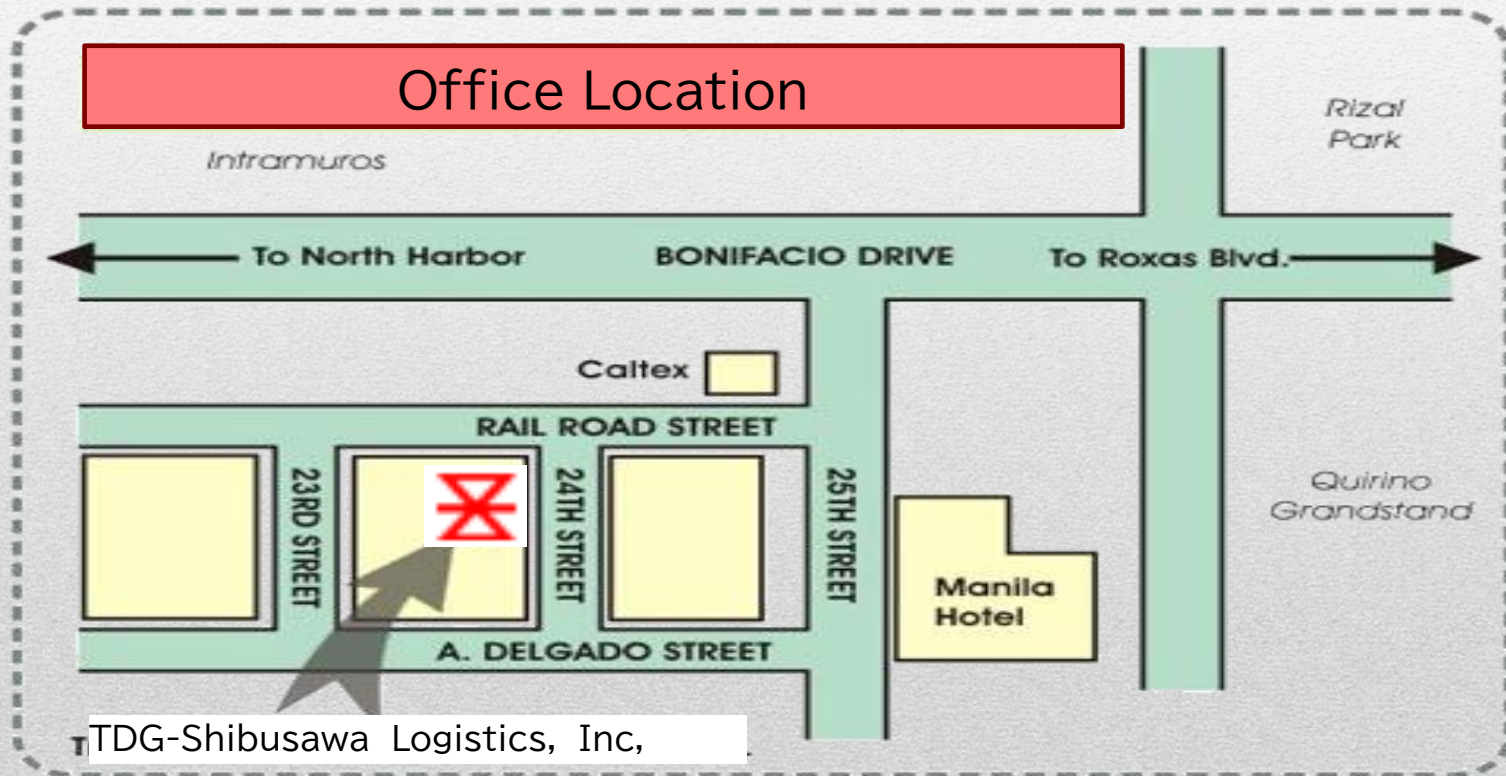 Office Location
Rizal
Park
Intramuros
To North Harbor
BONIFACIO DRIVE
To Roxas Blvd.
Caltex
RAIL ROAD STREET
23RD STREET
24TH STREET
25TH STREET
Quirino
Grandstand
Manila
Hotel
A. DELGADO STREET
TDG-Shibusawa Logistics, Inc,